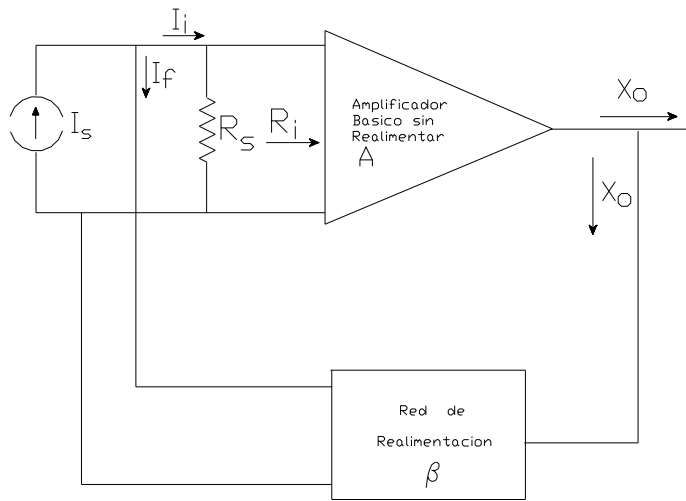 Ii
If
Is
Rs
Ri
Amplificador
Basico sin
Realimentar
A
Xo
Xo
Red de
Realimentacion
β